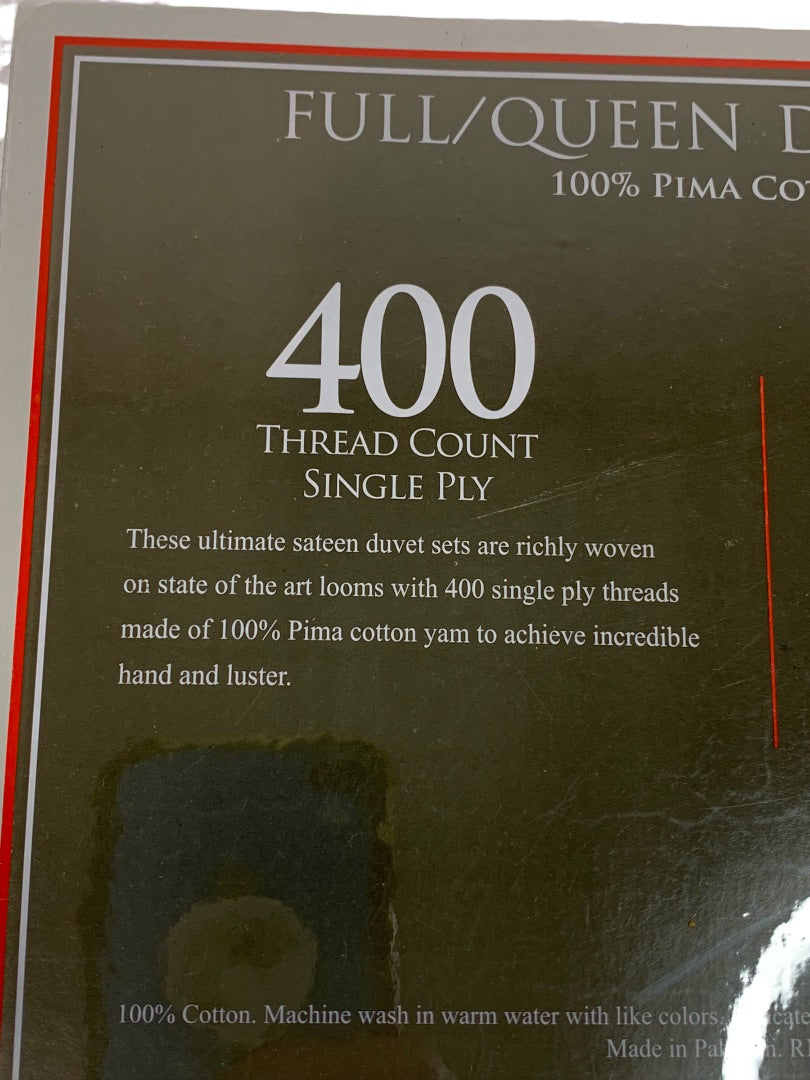 FULL/QUEEN D
100% PIMA COT
400
THREAD COUNT
SINGLE PLY
These ultimate sateen duvet sets are richly woven
on state of the art looms with 400 single ply threads
made of 100% Pima cotton yarn to achieve incredible
hand and luster.
100% Cotton. Machine wash in warm water with like colors.
Made in